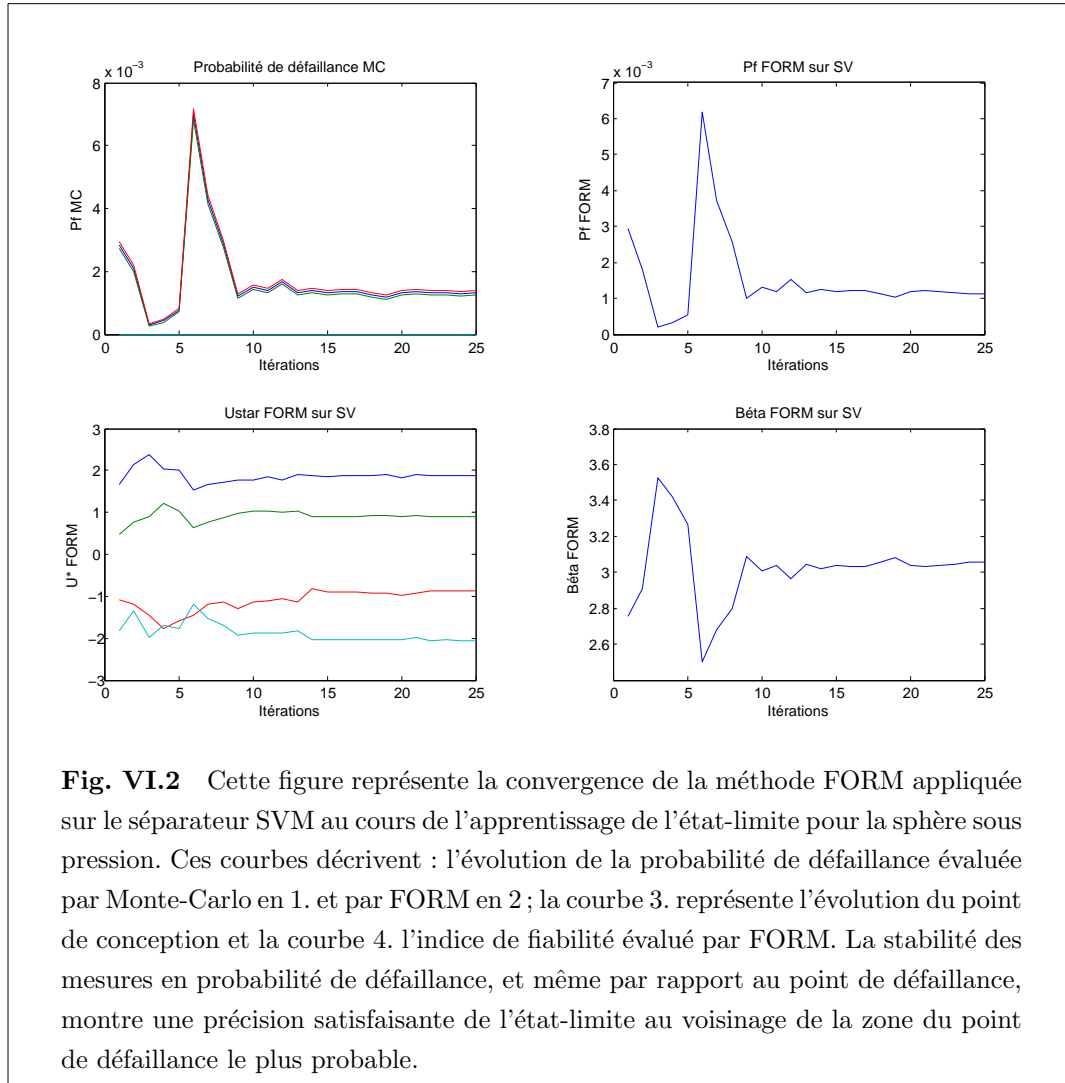 Probabilité de défaillance MC
x 10⁻³
8
6
4
2
0
Pf MC
0 5 10 15 20 25
Itérations
Pf FORM sur SV
x 10⁻³
7
6
5
4
3
2
1
0
Pf FORM
0 5 10 15 20 25
Itérations
Ustar FORM sur SV
3
2
1
0
−1
−2
−3
U* FORM
0 5 10 15 20 25
Itérations
Béta FORM sur SV
3.8
3.6
3.4
3.2
3
2.8
2.6
Béta FORM
0 5 10 15 20 25
Itérations
Fig. VI.2 Cette figure représente la convergence de la méthode FORM appliquée
sur le séparateur SVM au cours de l'apprentissage de l'état-limite pour la sphère sous
pression. Ces courbes décrivent : l'évolution de la probabilité de défaillance évaluée
par Monte-Carlo en 1. et par FORM en 2 ; la courbe 3. représente l'évolution du point
de conception et la courbe 4. l'indice de fiabilité évalué par FORM. La stabilité des
mesures en probabilité de défaillance, et même par rapport au point de défaillance,
montre une précision satisfaisante de l'état-limite au voisinage de la zone du point
de défaillance le plus probable.